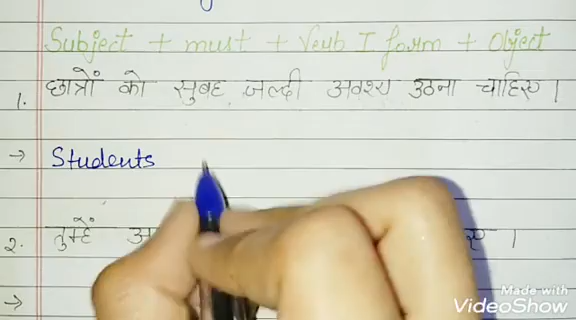 Subject + must + Verb I form + Object
1. छात्रों को सुबह जल्दी अवश्य उठना चाहिए ।
→ Students
2. तुम्हें ।
→
Made with
VideoShow